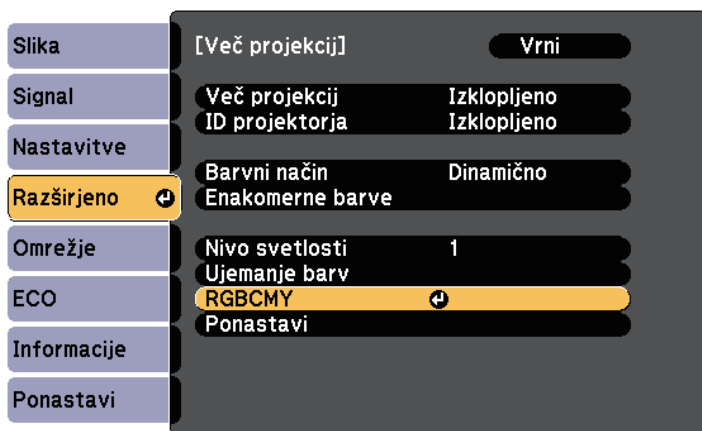 Slika
Signal
Nastavitve
Razširjeno
Omrežje
ECO
Informacije
Ponastavi
[Več projekcij] Vrni
Več projekcij Izklopljeno
ID projektorja Izklopljeno
Barvni način Dinamično
Enakomerne barve
Nivo svetlosti 1
Ujemanje barv
RGBCMY
Ponastavi